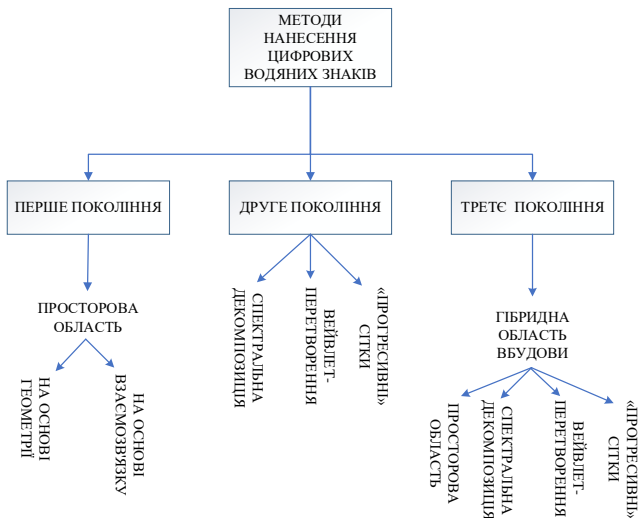 МЕТОДИ
НАНЕСЕННЯ
ЦИФРОВИХ
ВОДЯНИХ ЗНАКІВ
ПЕРШЕ ПОКОЛІННЯ
ДРУГЕ ПОКОЛІННЯ
ТРЕТЄ ПОКОЛІННЯ
ПРОСТОРОВА
ОБЛАСТЬ
НА ОСНОВІ
ГЕОМЕТРІЇ
НА ОСНОВІ
ВЗАЄМОЗВ'ЯЗКУ
СПЕКТРАЛЬНА
ДЕКОМПОЗИЦІЯ
ВЕЙВЛЕТ-
ПЕРЕТВОРЕННЯ
«ПРОГРЕСИВНІ»
СІТКИ
ГІБРИДНА
ОБЛАСТЬ
ВБУДОВИ
ПРОСТОРОВА
ОБЛАСТЬ
СПЕКТРАЛЬНА
ДЕКОМПОЗИЦІЯ
ВЕЙВЛЕТ-
ПЕРЕТВОРЕННЯ
«ПРОГРЕСИВНІ»
СІТКИ